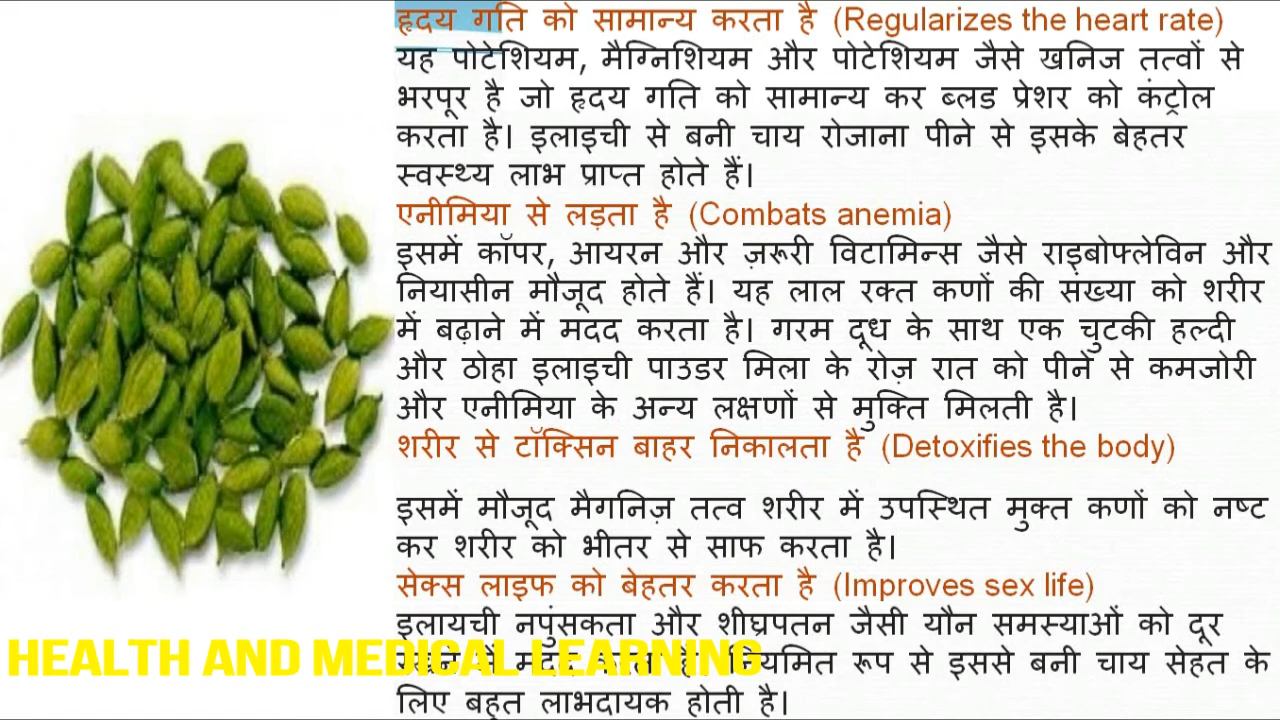 हृदय गति को सामान्य करता है (Regularizes the heart rate)
यह पोटेशियम, मैग्निशियम और पोटेशियम जैसे खनिज तत्वों से
भरपूर है जो हृदय गति को सामान्य कर ब्लड प्रेशर को कंट्रोल
करता है। इलाइची से बनी चाय रोजाना पीने से इसके बेहतर
स्वस्थ्य लाभ प्राप्त होते हैं।
एनीमिया से लड़ता है (Combats anemia)
इसमें कॉपर, आयरन और ज़रूरी विटामिन्स जैसे राइबोफ्लेविन और
नियासीन मौजूद होते हैं। यह लाल रक्त कणों की संख्या को शरीर
में बढ़ाने में मदद करता है। गरम दूध के साथ एक चुटकी हल्दी
और ठोहा इलाइची पाउडर मिला के रोज़ रात को पीने से कमजोरी
और एनीमिया के अन्य लक्षणों से मुक्ति मिलती है।
शरीर से टॉक्सिन बाहर निकालता है (Detoxifies the body)
इसमें मौजूद मैगनिज़ तत्व शरीर में उपस्थित मुक्त कणों को नष्ट
कर शरीर को भीतर से साफ करता है।
सेक्स लाइफ को बेहतर करता है (Improves sex life)
इलायची नपुंसकता और शीघ्रपतन जैसी यौन समस्याओं को दूर
HEALTH AND MEDICAL LEARNING
रूप से इससे बनी चाय सेहत के
लिए बहुत लाभदायक होती है।